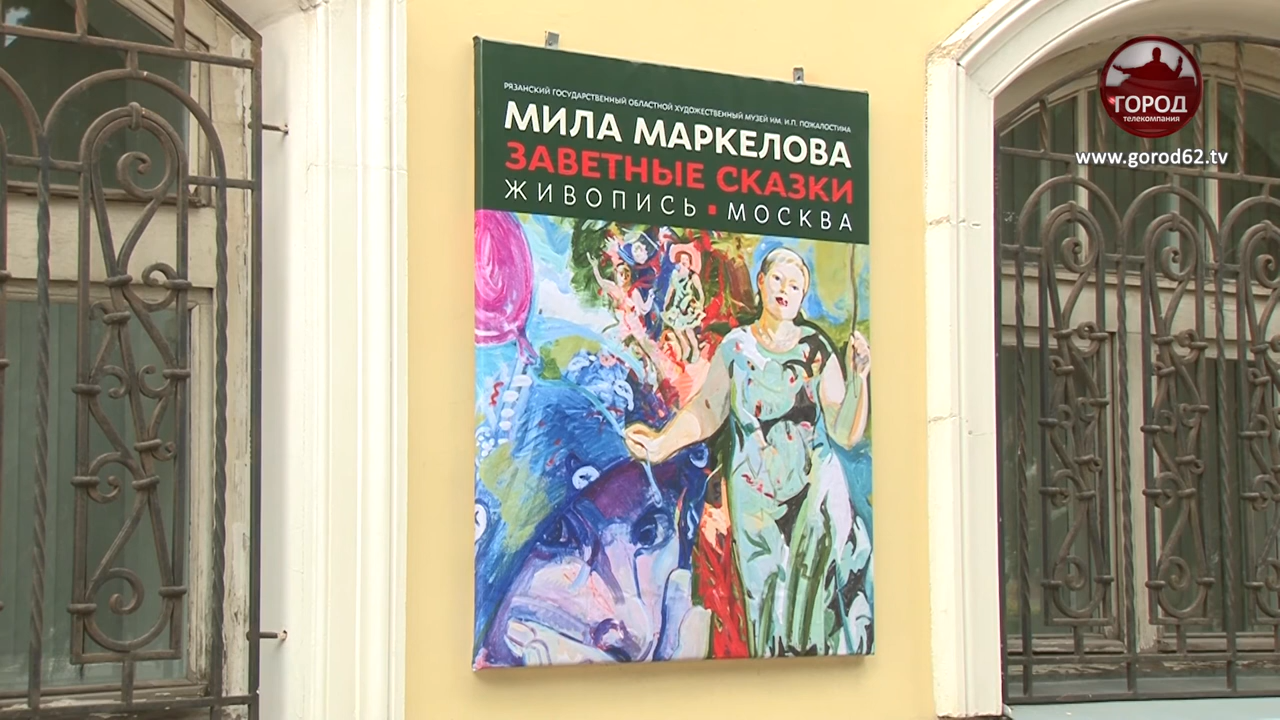 РЯЗАНСКИЙ ГОСУДАРСТВЕННЫЙ ОБЛАСТНОЙ ХУДОЖЕСТВЕННЫЙ МУЗЕЙ ИМ. И.П. ПОЖАЛОСТИНА
МИЛА МАРКЕЛОВА
ЗАВЕТНЫЕ СКАЗКИ
ЖИВОПИСЬ ▪ МОСКВА
ГОРОД
ТЕЛЕКОМПАНИЯ
www.gorod62.tv